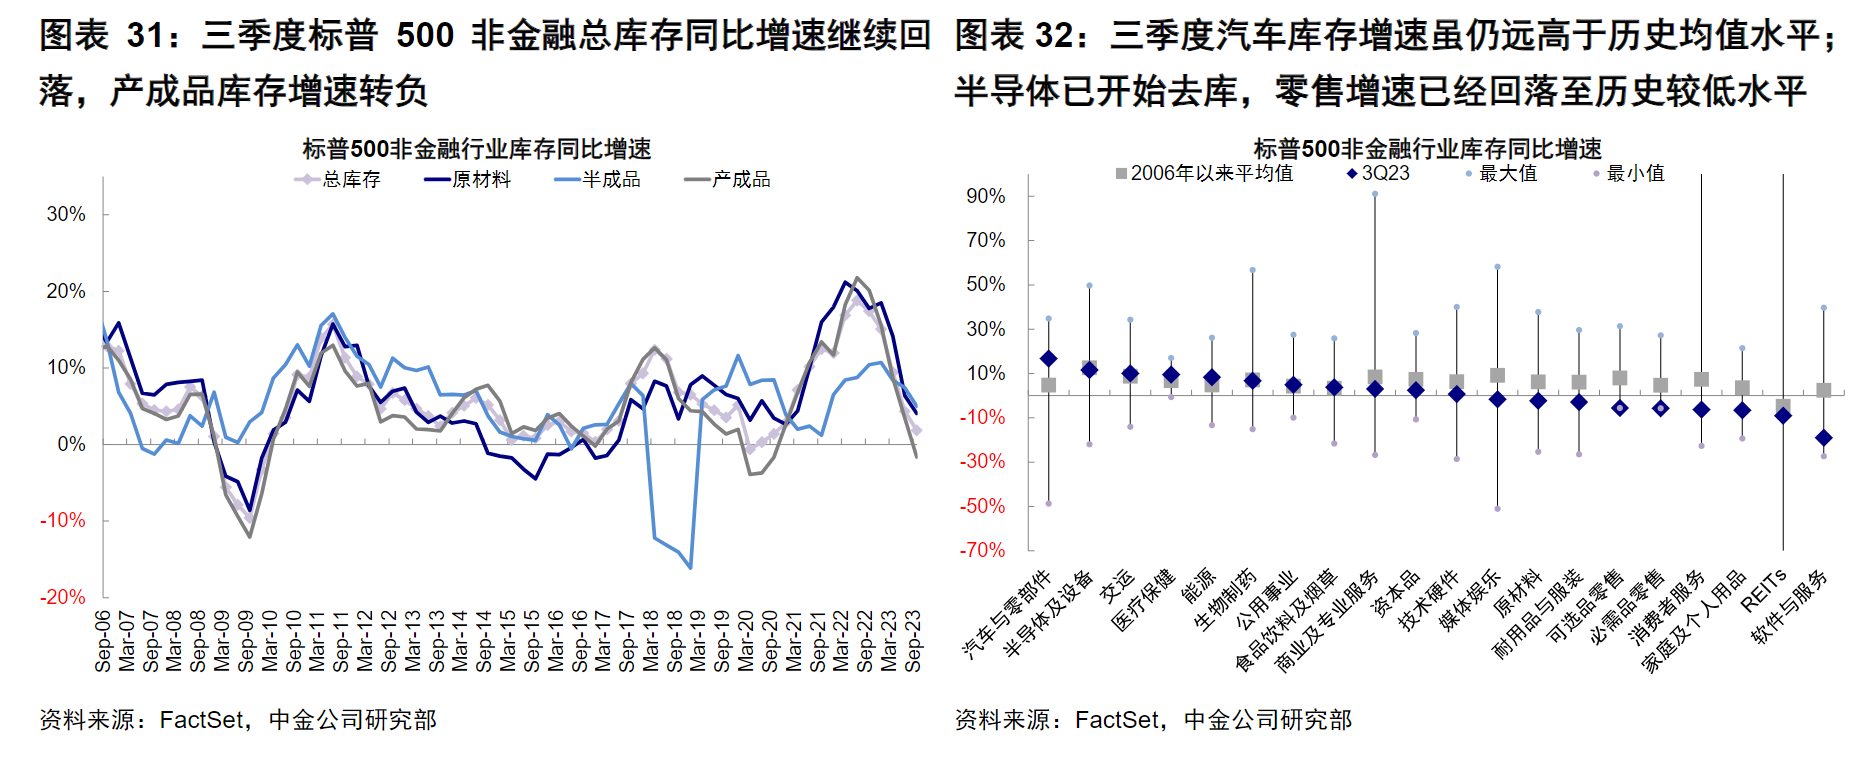 图表 31：三季度标普 500 非金融总库存同比增速继续回
落，产成品库存增速转负
标普500非金融行业库存同比增速
总库存 原材料 半成品 产成品
30%
20%
10%
0%
-10%
-20%
Sep-06 Mar-07 Sep-07 Mar-08 Sep-08 Mar-09 Sep-09 Mar-10 Sep-10 Mar-11 Sep-11 Mar-12 Sep-12 Mar-13 Sep-13 Mar-14 Sep-14 Mar-15 Sep-15 Mar-16 Sep-16 Mar-17 Sep-17 Mar-18 Sep-18 Mar-19 Sep-19 Mar-20 Sep-20 Mar-21 Sep-21 Mar-22 Sep-22 Mar-23 Sep-23
资料来源：FactSet，中金公司研究部
图表 32：三季度汽车库存增速虽仍远高于历史均值水平；
半导体已开始去库，零售增速已经回落至历史较低水平
标普500非金融行业库存同比增速
2006年以来平均值 3Q23 最大值 最小值
90%
70%
50%
30%
10%
-10%
-30%
-50%
-70%
汽车与零部件 半导体及设备 交运 医疗保健 能源 生物制药 公用事业 食品饮料及烟草 商业及专业服务 资本品 技术硬件 媒体娱乐 原材料 耐用品与服装 可选品零售 必需品零售 消费者服务 家庭及个人用品 REITs 软件与服务
资料来源：FactSet，中金公司研究部